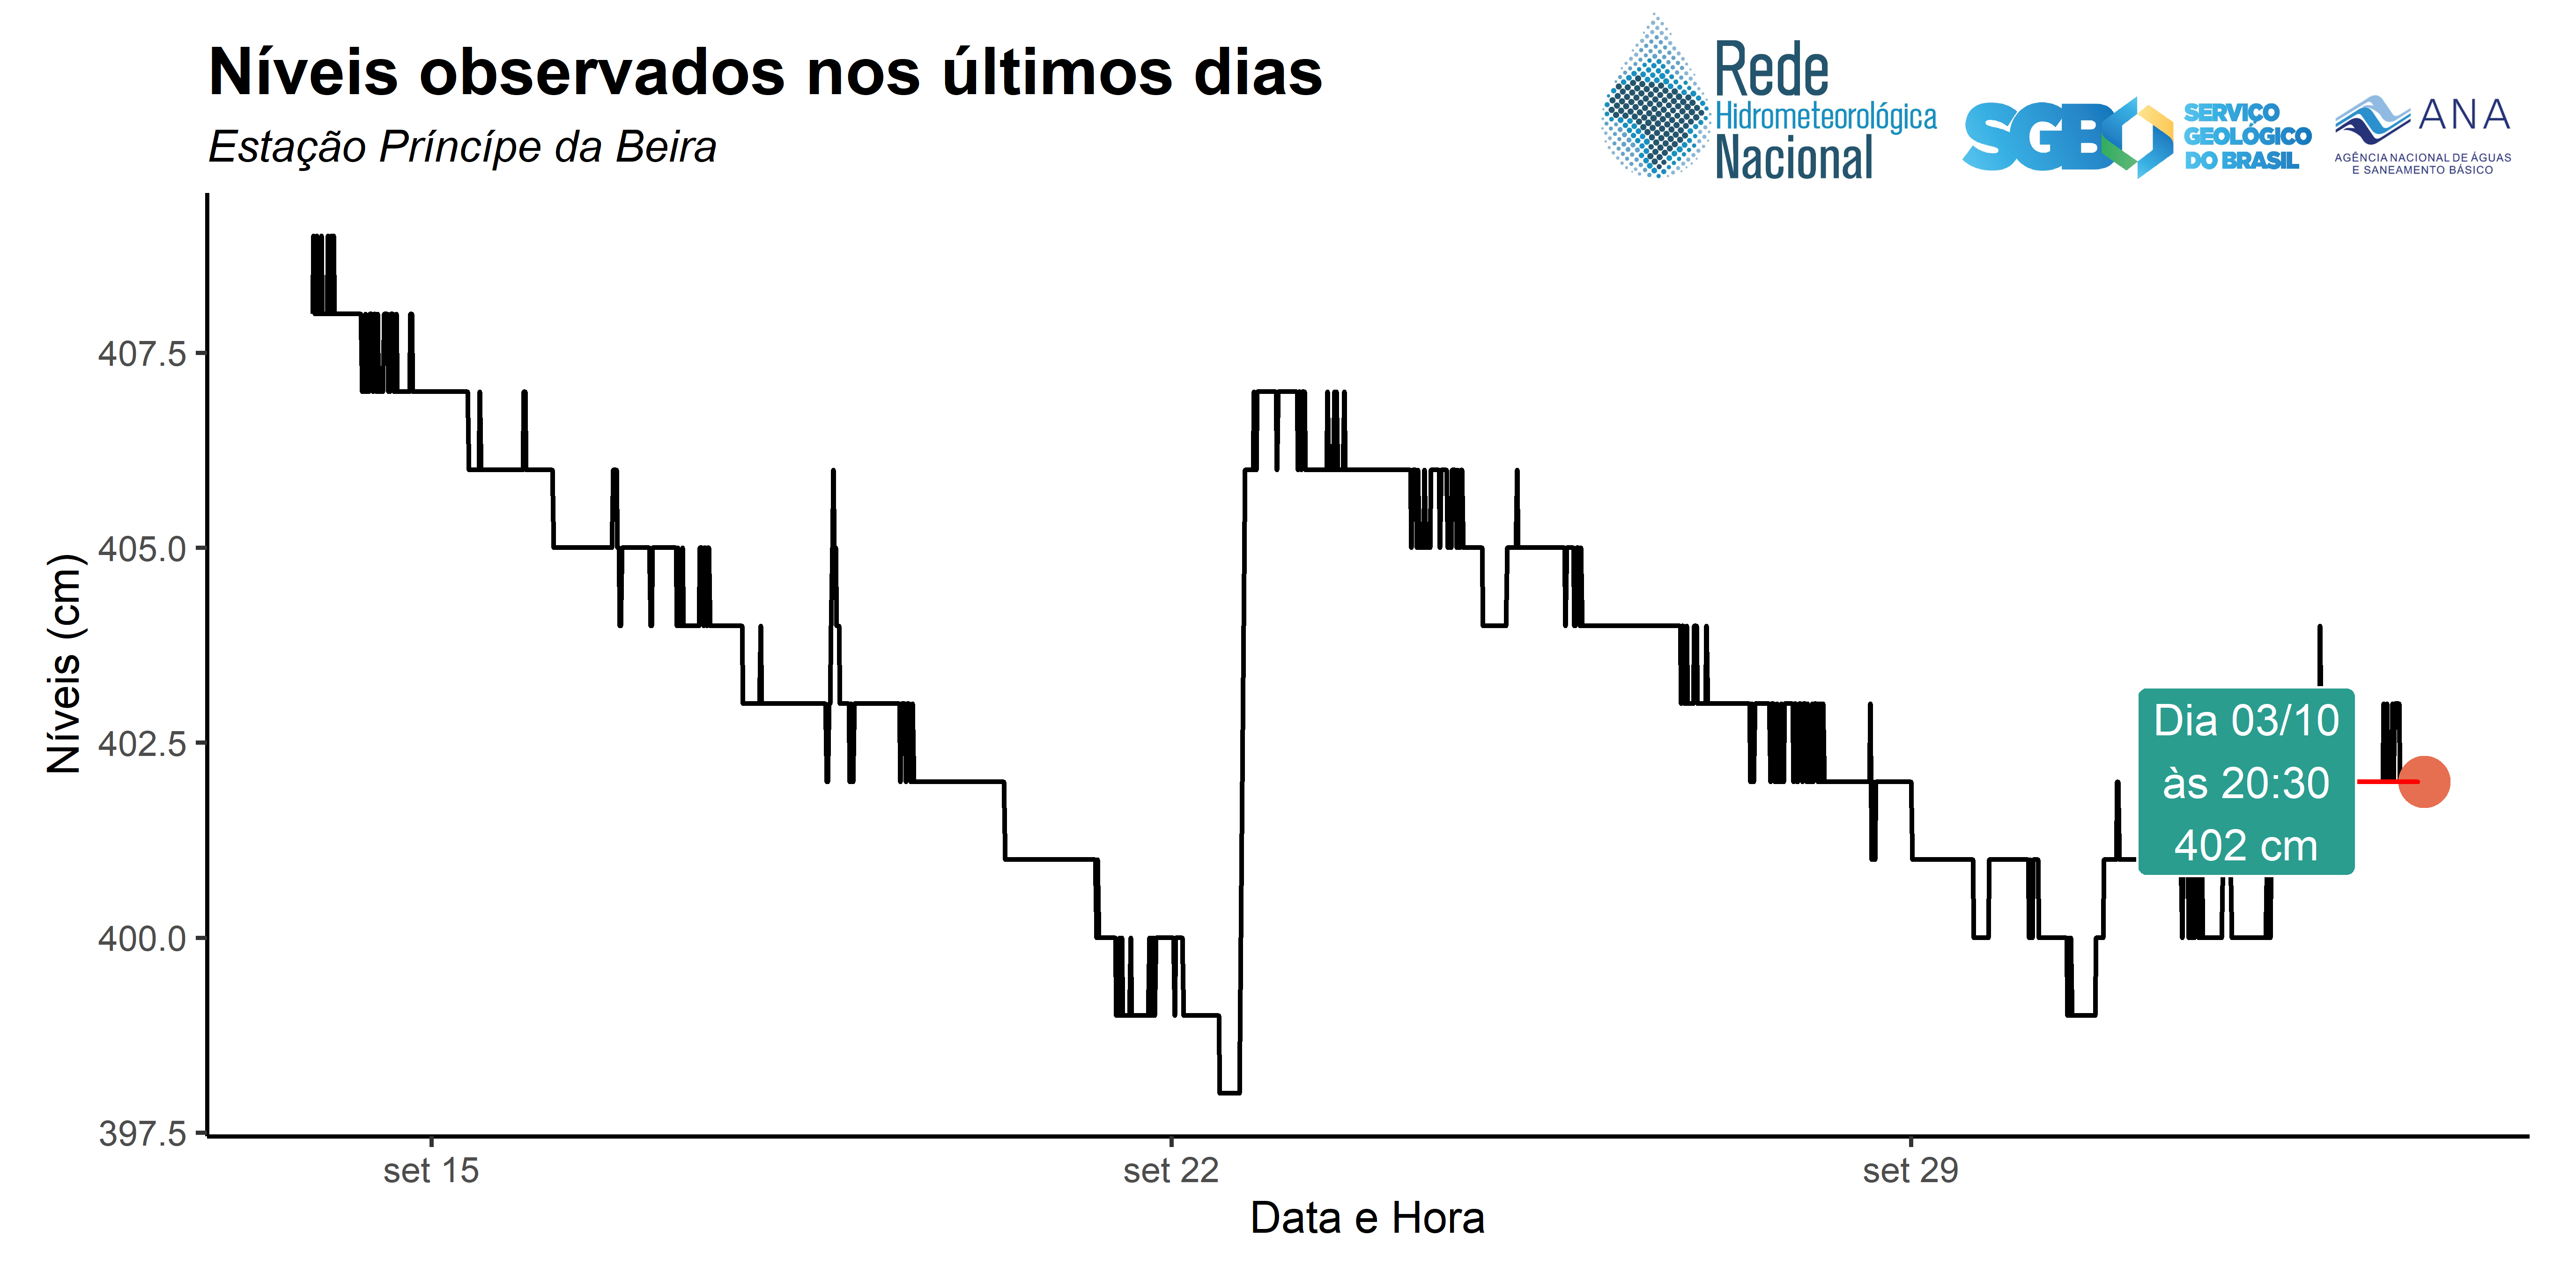 Níveis observados nos últimos dias
Estação Príncípe da Beira
Rede
Hidrometeorológica
Nacional
SGB
SERVIÇO
GEOLÓGICO
DO BRASIL
ANA
AGÊNCIA NACIONAL DE ÁGUAS
E SANEAMENTO BÁSICO
Níveis (cm)
407.5
405.0
402.5
400.0
397.5
Dia 03/10
às 20:30
402 cm
set 15
set 22
set 29
Data e Hora